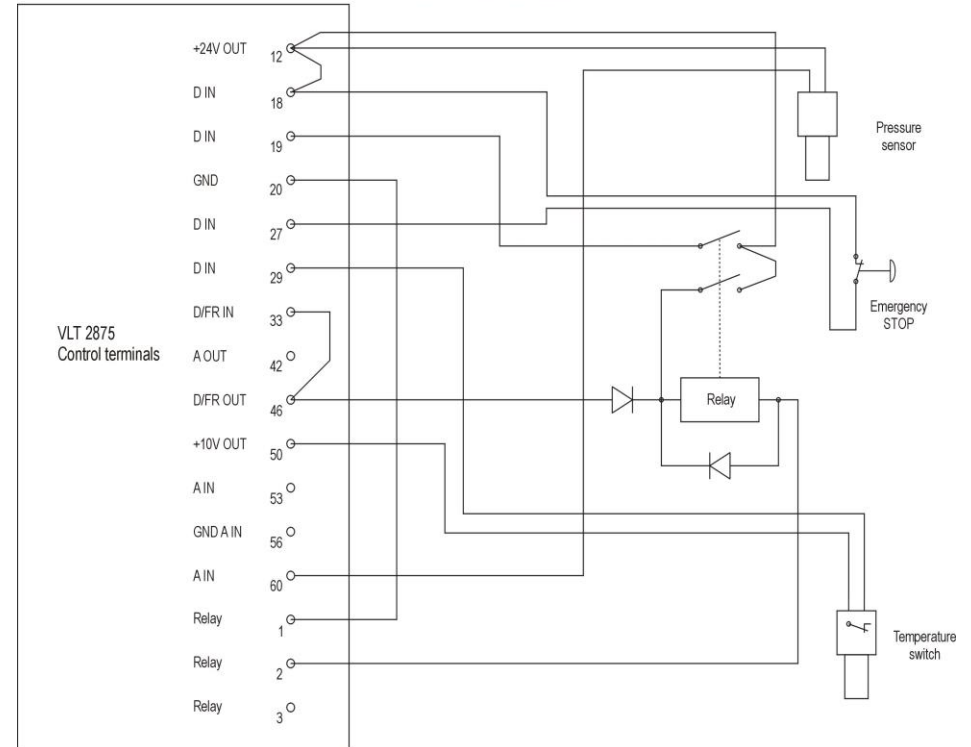 +24V OUT 12
D IN 18
D IN 19
GND 20
D IN 27
D IN 29
D/FR IN 33
A OUT 42
D/FR OUT 46
+10V OUT 50
A IN 53
GND A IN 56
A IN 60
Relay 1
Relay 2
Relay 3
VLT 2875
Control terminals
Pressure
sensor
Emergency
STOP
Relay
Temperature
switch